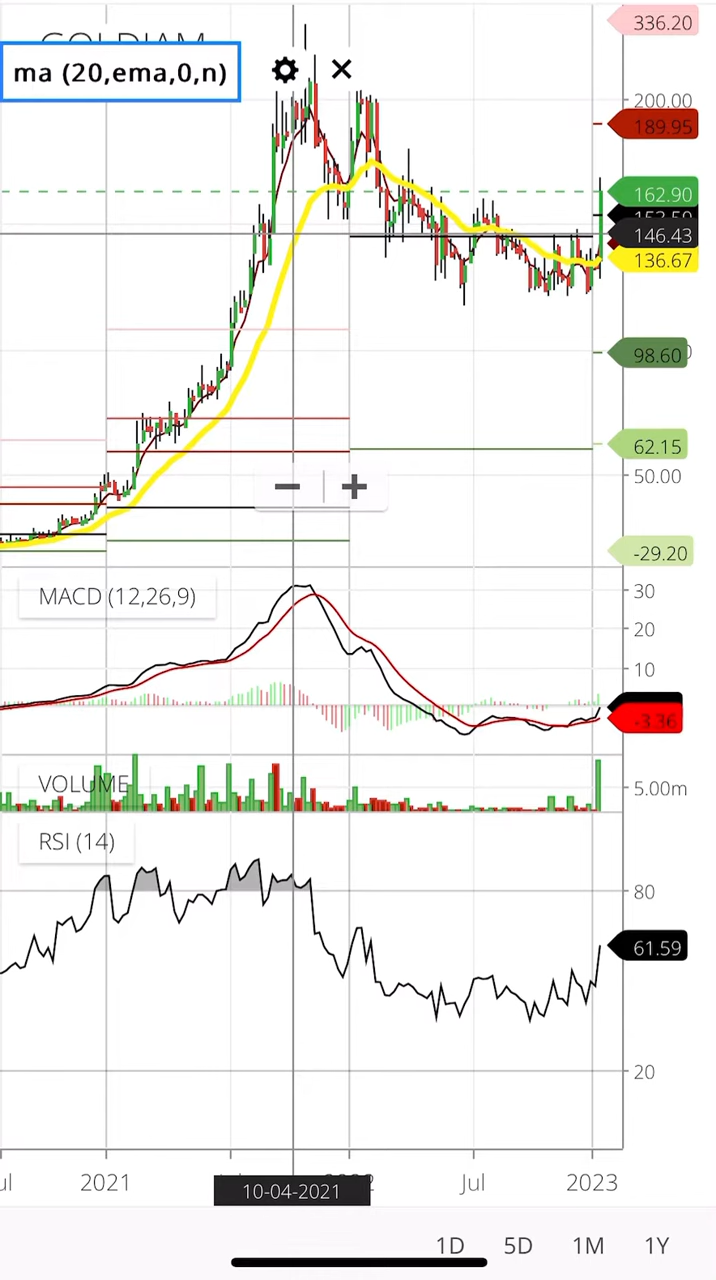 336.20
ma (20,ema,0,n)
200.00
189.95
162.90
146.43
136.67
98.60
62.15
50.00
-29.20
MACD (12,26,9)
30
20
10
-3.36
VOLUME
5.00m
RSI (14)
80
61.59
20
2021
Jul
2023
10-04-2021
1D 5D 1M 1Y